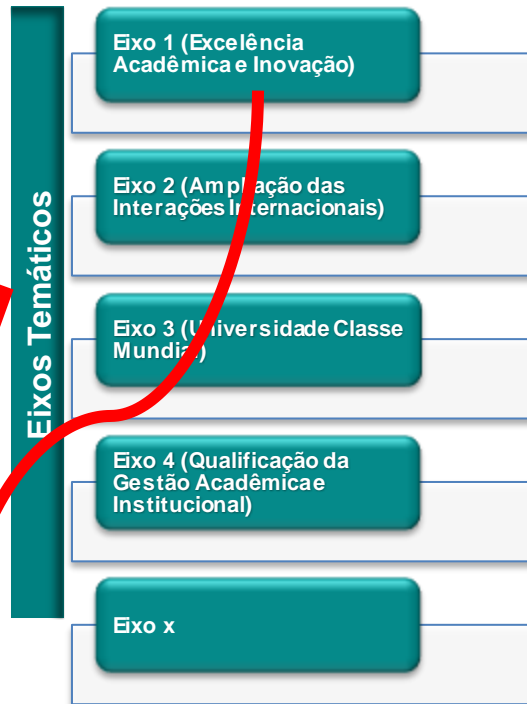 Eixos Temáticos
Eixo 1 (Excelência
Acadêmica e Inovação)
Eixo 2 (Ampliação das
Interações Internacionais)
Eixo 3 (Universidade Classe
Mundial)
Eixo 4 (Qualificação da
Gestão Acadêmica e
Institucional)
Eixo x